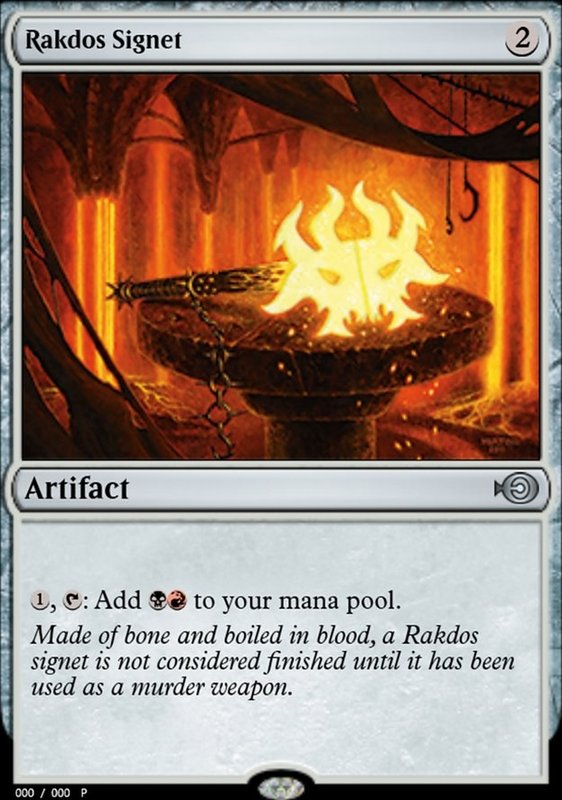 Rakdos Signet 2
Artifact
1, : Add to your mana pool.
Made of bone and boiled in blood, a Rakdos
signet is not considered finished until it has been
used as a murder weapon.
000 / 000 P